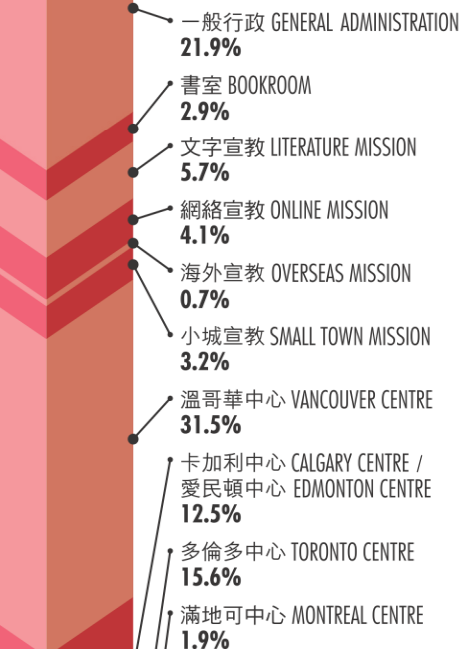 一般行政 GENERAL ADMINISTRATION
21.9%
書室 BOOKROOM
2.9%
文字宣教 LITERATURE MISSION
5.7%
網絡宣教 ONLINE MISSION
4.1%
海外宣教 OVERSEAS MISSION
0.7%
小城宣教 SMALL TOWN MISSION
3.2%
溫哥華中心 VANCOUVER CENTRE
31.5%
卡加利中心 CALGARY CENTRE /
愛民頓中心 EDMONTON CENTRE
12.5%
多倫多中心 TORONTO CENTRE
15.6%
滿地可中心 MONTREAL CENTRE
1.9%